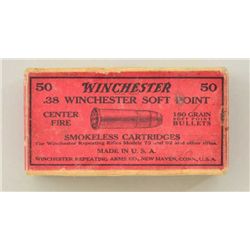 50 WINCHESTER 50
.38 WINCHESTER SOFT POINT
CENTER FIRE
180 GRAIN SOFT POINT BULLETS
SMOKELESS CARTRIDGES
For Winchester Repeating Rifles Models 73 and 92 and other rifles.
MADE IN U.S.A.
WINCHESTER REPEATING ARMS CO., NEW HAVEN, CONN., U.S.A.